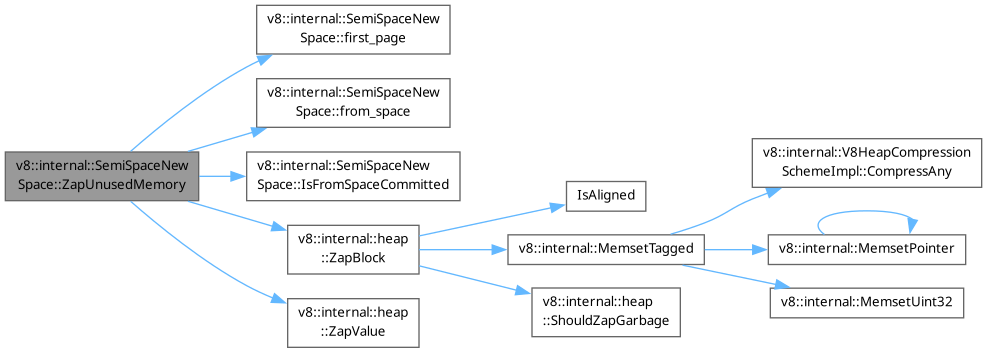 v8::internal::SemiSpaceNew
Space::ZapUnusedMemory
v8::internal::SemiSpaceNew
Space::first_page
v8::internal::SemiSpaceNew
Space::from_space
v8::internal::SemiSpaceNew
Space::IsFromSpaceCommitted
v8::internal::heap
::ZapBlock
v8::internal::heap
::ZapValue
IsAligned
v8::internal::MemsetTagged
v8::internal::heap
::ShouldZapGarbage
v8::internal::V8HeapCompression
SchemeImpl::CompressAny
v8::internal::MemsetPointer
v8::internal::MemsetUint32